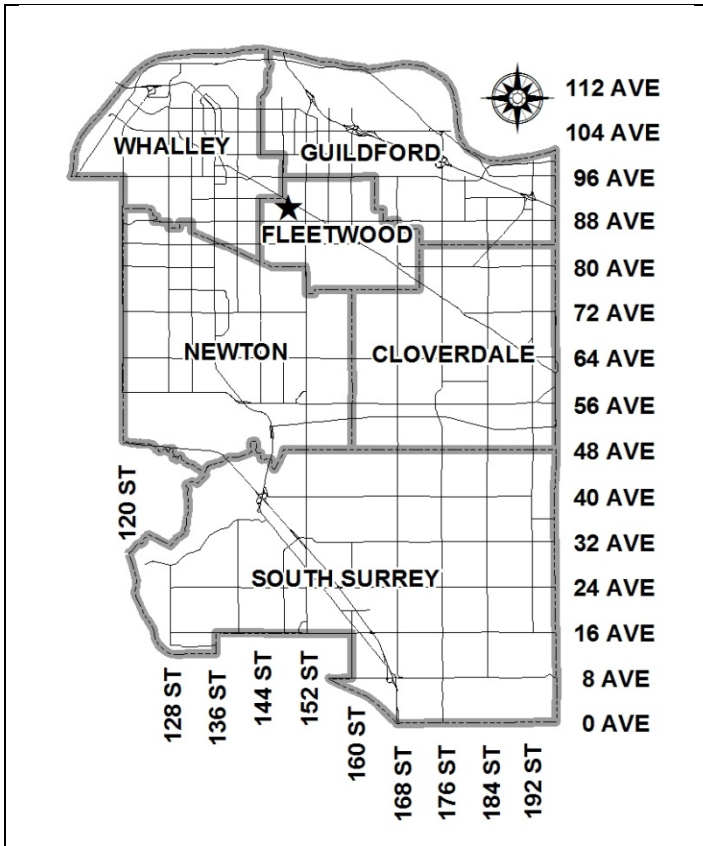 112 AVE
104 AVE
WHALLEY
GUILDFORD
96 AVE
88 AVE
FLEETWOOD
80 AVE
72 AVE
NEWTON
CLOVERDALE
64 AVE
56 AVE
48 AVE
120 ST
40 AVE
32 AVE
SOUTH SURREY
24 AVE
16 AVE
8 AVE
0 AVE
128 ST
136 ST
144 ST
152 ST
160 ST
168 ST
176 ST
184 ST
192 ST